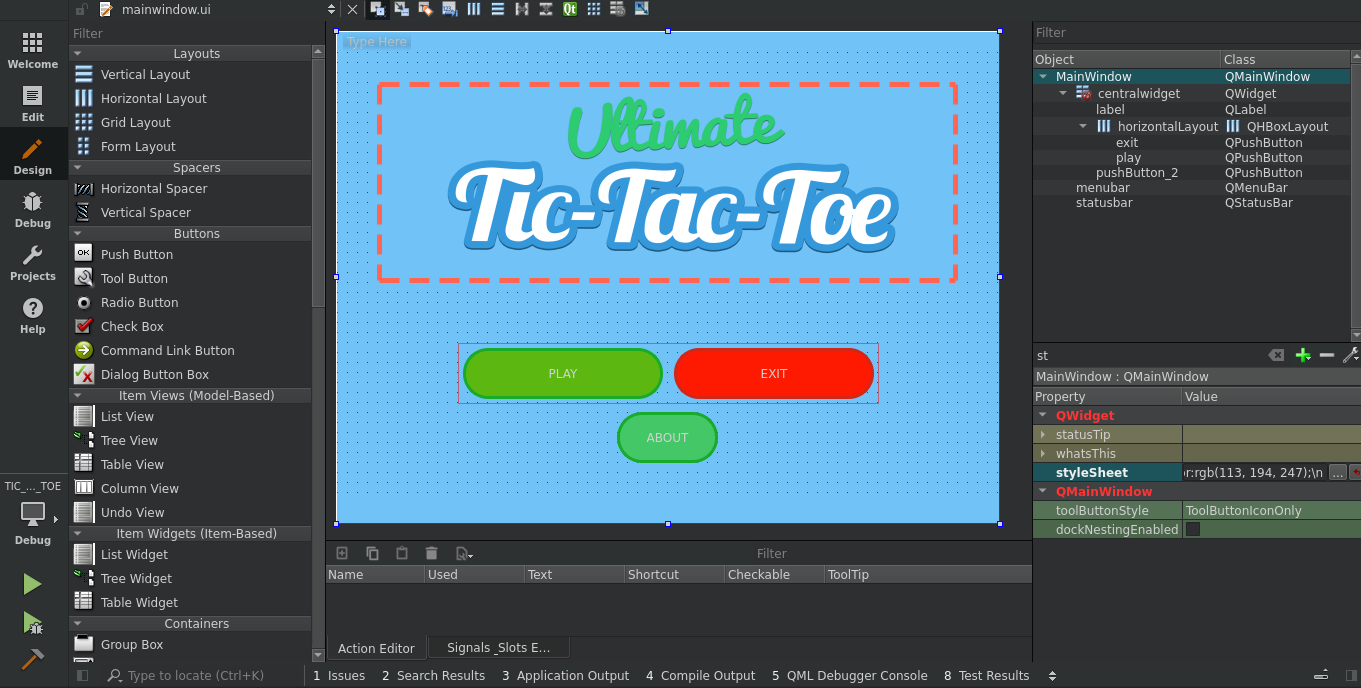 mainwindow.ui
Welcome
Edit
Design
Debug
Projects
Help
TIC_..._TOE
Debug
Filter
Layouts
Vertical Layout
Horizontal Layout
Grid Layout
Form Layout
Spacers
Horizontal Spacer
Vertical Spacer
Buttons
OK Push Button
Tool Button
Radio Button
Check Box
Command Link Button
Dialog Button Box
Item Views (Model-Based)
List View
Tree View
Table View
Column View
Undo View
Item Widgets (Item-Based)
List Widget
Tree Widget
Table Widget
Containers
Group Box
Qt
Type Here
Ultimate
Tic-Tac-Toe
PLAY EXIT
ABOUT
Filter
Name Used Text Shortcut Checkable ToolTip
Action Editor Signals _Slots E...
Filter
Object Class
MainWindow QMainWindow
centralwidget QWidget
label QLabel
horizontalLayout QHBoxLayout
exit QPushButton
play QPushButton
pushButton_2 QPushButton
menubar QMenuBar
statusbar QStatusBar
st
MainWindow : QMainWindow
Property Value
QWidget
statusTip
whatsThis
styleSheet or:rgb(113, 194, 247);\n ...
QMainWindow
toolButtonStyle ToolButtonIconOnly
dockNestingEnabled
Type to locate (Ctrl+K) 1 Issues 2 Search Results 3 Application Output 4 Compile Output 5 QML Debugger Console 8 Test Results